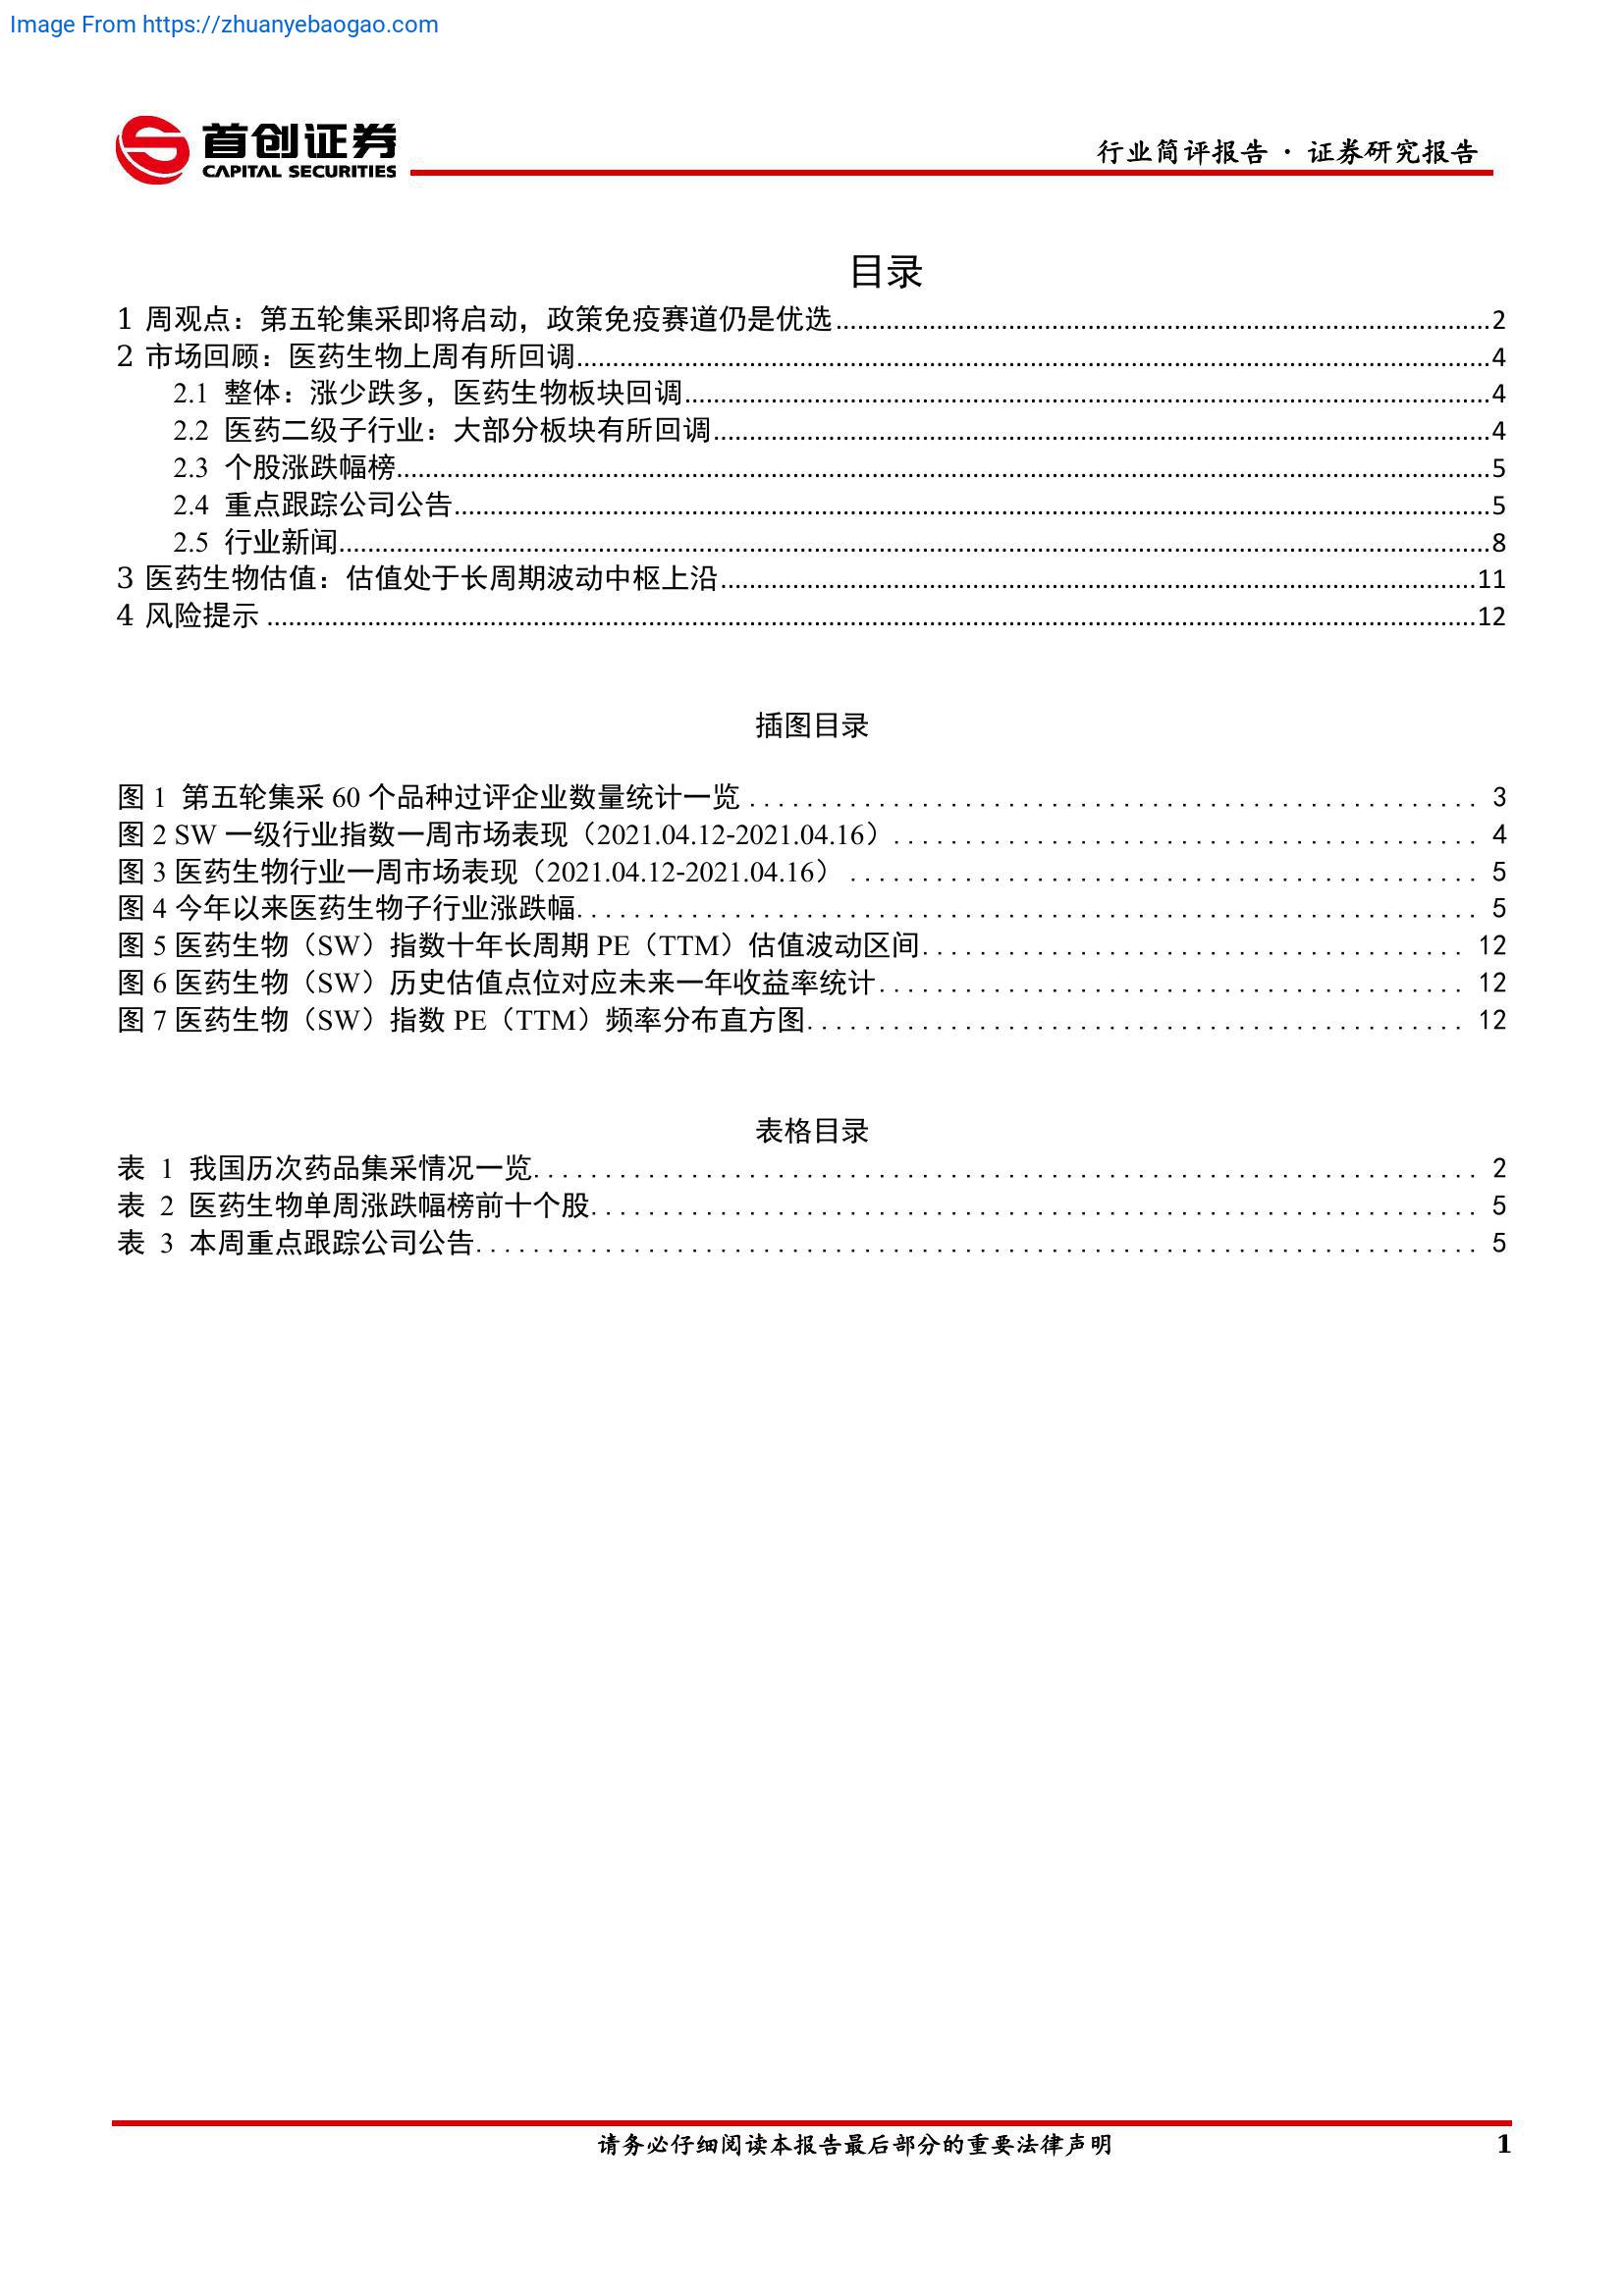 Image From https://zhuanyebaogao.com
首创证券
CAPITAL SECURITIES
行业简评报告 · 证券研究报告
目录
1 周观点：第五轮集采即将启动，政策免疫赛道仍是优选 2
2 市场回顾：医药生物上周有所回调 4
2.1 整体：涨少跌多，医药生物板块回调 4
2.2 医药二级子行业：大部分板块有所回调 4
2.3 个股涨跌幅榜 5
2.4 重点跟踪公司公告 5
2.5 行业新闻 8
3 医药生物估值：估值处于长周期波动中枢上沿 11
4 风险提示 12
插图目录
图 1 第五轮集采 60 个品种过评企业数量统计一览 3
图 2 SW 一级行业指数一周市场表现（2021.04.12-2021.04.16） 4
图 3 医药生物行业一周市场表现（2021.04.12-2021.04.16） 5
图 4 今年以来医药生物子行业涨跌幅 5
图 5 医药生物（SW）指数十年长周期 PE（TTM）估值波动区间 12
图 6 医药生物（SW）历史估值点位对应未来一年收益率统计 12
图 7 医药生物（SW）指数 PE（TTM）频率分布直方图 12
表格目录
表 1 我国历次药品集采情况一览 2
表 2 医药生物单周涨跌幅榜前十个股 5
表 3 本周重点跟踪公司公告 5
请务必仔细阅读本报告最后部分的重要法律声明 1